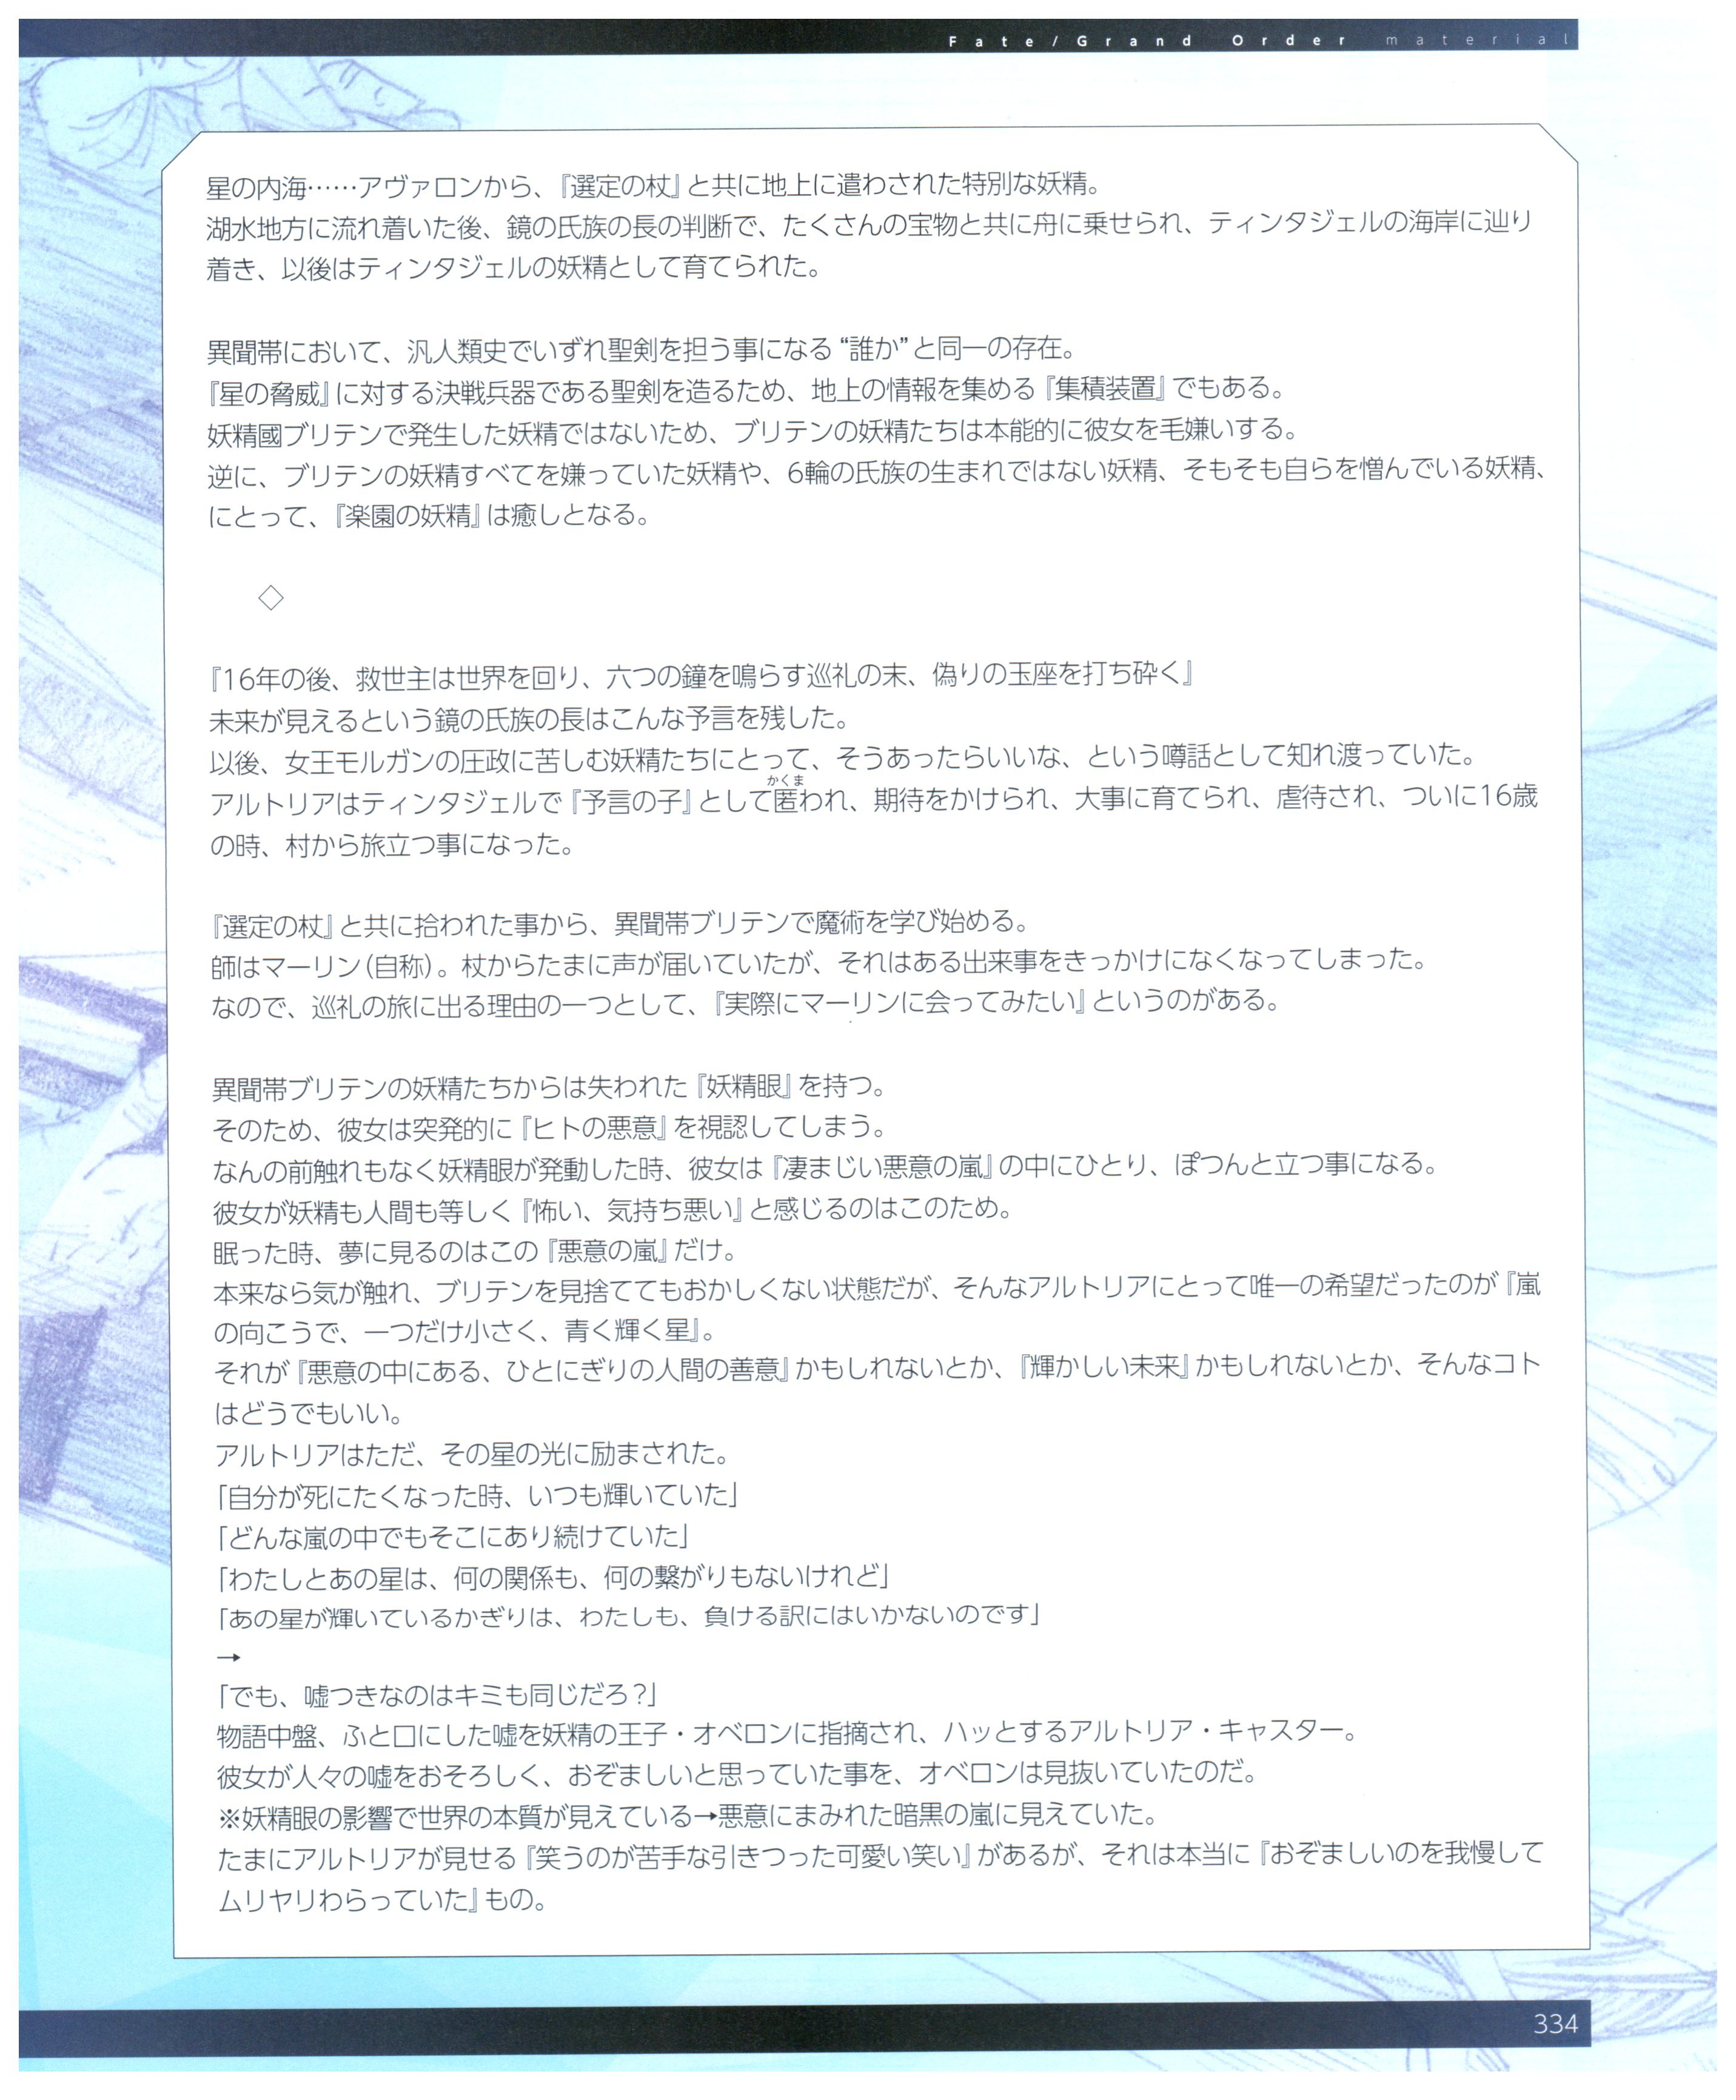 Fate/Grand Order material
星の内海……アヴァロンから、『選定の杖』と共に地上に遣わされた特別な妖精。
湖水地方に流れ着いた後、鏡の氏族の長の判断で、たくさんの宝物と共に舟に乗せられ、ティンタジェルの海岸に辿り
着き、以後はティンタジェルの妖精として育てられた。
異聞帯において、汎人類史でいずれ聖剣を担う事になる“誰か”と同一の存在。
『星の脅威』に対する決戦兵器である聖剣を造るため、地上の情報を集める『集積装置』でもある。
妖精國ブリテンで発生した妖精ではないため、ブリテンの妖精たちは本能的に彼女を毛嫌いする。
逆に、ブリテンの妖精すべてを嫌っていた妖精や、6輪の氏族の生まれではない妖精、そもそも自らを憎んでいる妖精、
にとって、『楽園の妖精』は癒しとなる。
◇
『16年の後、救世主は世界を回り、六つの鐘を鳴らす巡礼の末、偽りの玉座を打ち砕く』
未来が見えるという鏡の氏族の長はこんな予言を残した。
以後、女王モルガンの圧政に苦しむ妖精たちにとって、そうあったらいいな、という噂話として知れ渡っていた。
かくま
アルトリアはティンタジェルで『予言の子』として匿われ、期待をかけられ、大事に育てられ、虐待され、ついに16歳
の時、村から旅立つ事になった。
『選定の杖』と共に拾われた事から、異聞帯ブリテンで魔術を学び始める。
師はマーリン(自称)。杖からたまに声が届いていたが、それはある出来事をきっかけになくなってしまった。
なので、巡礼の旅に出る理由の一つとして、『実際にマーリンに会ってみたい』というのがある。
異聞帯ブリテンの妖精たちからは失われた『妖精眼』を持つ。
そのため、彼女は突発的に『ヒトの悪意』を視認してしまう。
なんの前触れもなく妖精眼が発動した時、彼女は『凄まじい悪意の嵐』の中にひとり、ぽつんと立つ事になる。
彼女が妖精も人間も等しく『怖い、気持ち悪い』と感じるのはこのため。
眠った時、夢に見るのはこの『悪意の嵐』だけ。
本来なら気が触れ、ブリテンを見捨ててもおかしくない状態だが、そんなアルトリアにとって唯一の希望だったのが『嵐
の向こうで、一つだけ小さく、青く輝く星』。
それが『悪意の中にある、ひとにぎりの人間の善意』かもしれないとか、『輝かしい未来』かもしれないとか、そんなコト
はどうでもいい。
アルトリアはただ、その星の光に励まされた。
「自分が死にたくなった時、いつも輝いていた」
「どんな嵐の中でもそこにあり続けていた」
「わたしとあの星は、何の関係も、何の繋がりもないけれど」
「あの星が輝いているかぎりは、わたしも、負ける訳にはいかないのです」
→
「でも、嘘つきなのはキミも同じだろ?」
物語中盤、ふと口にした嘘を妖精の王子・オベロンに指摘され、ハッとするアルトリア・キャスター。
彼女が人々の嘘をおそろしく、おぞましいと思っていた事を、オベロンは見抜いていたのだ。
※妖精眼の影響で世界の本質が見えている→悪意にまみれた暗黒の嵐に見えていた。
たまにアルトリアが見せる『笑うのが苦手な引きつった可愛い笑い』があるが、それは本当に『おぞましいのを我慢して
ムリヤリわらっていた』もの。
334